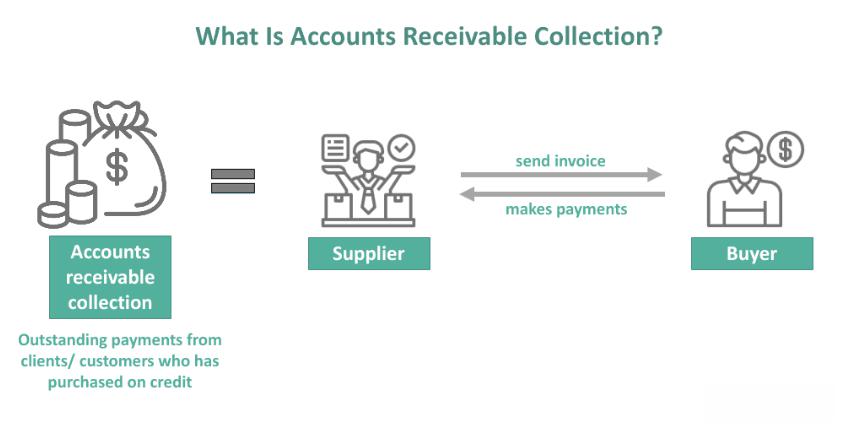 What Is Accounts Receivable Collection?
$
$
send invoice
makes payments
Accounts
receivable
collection
Supplier
Buyer
Outstanding payments from
clients/ customers who has
purchased on credit